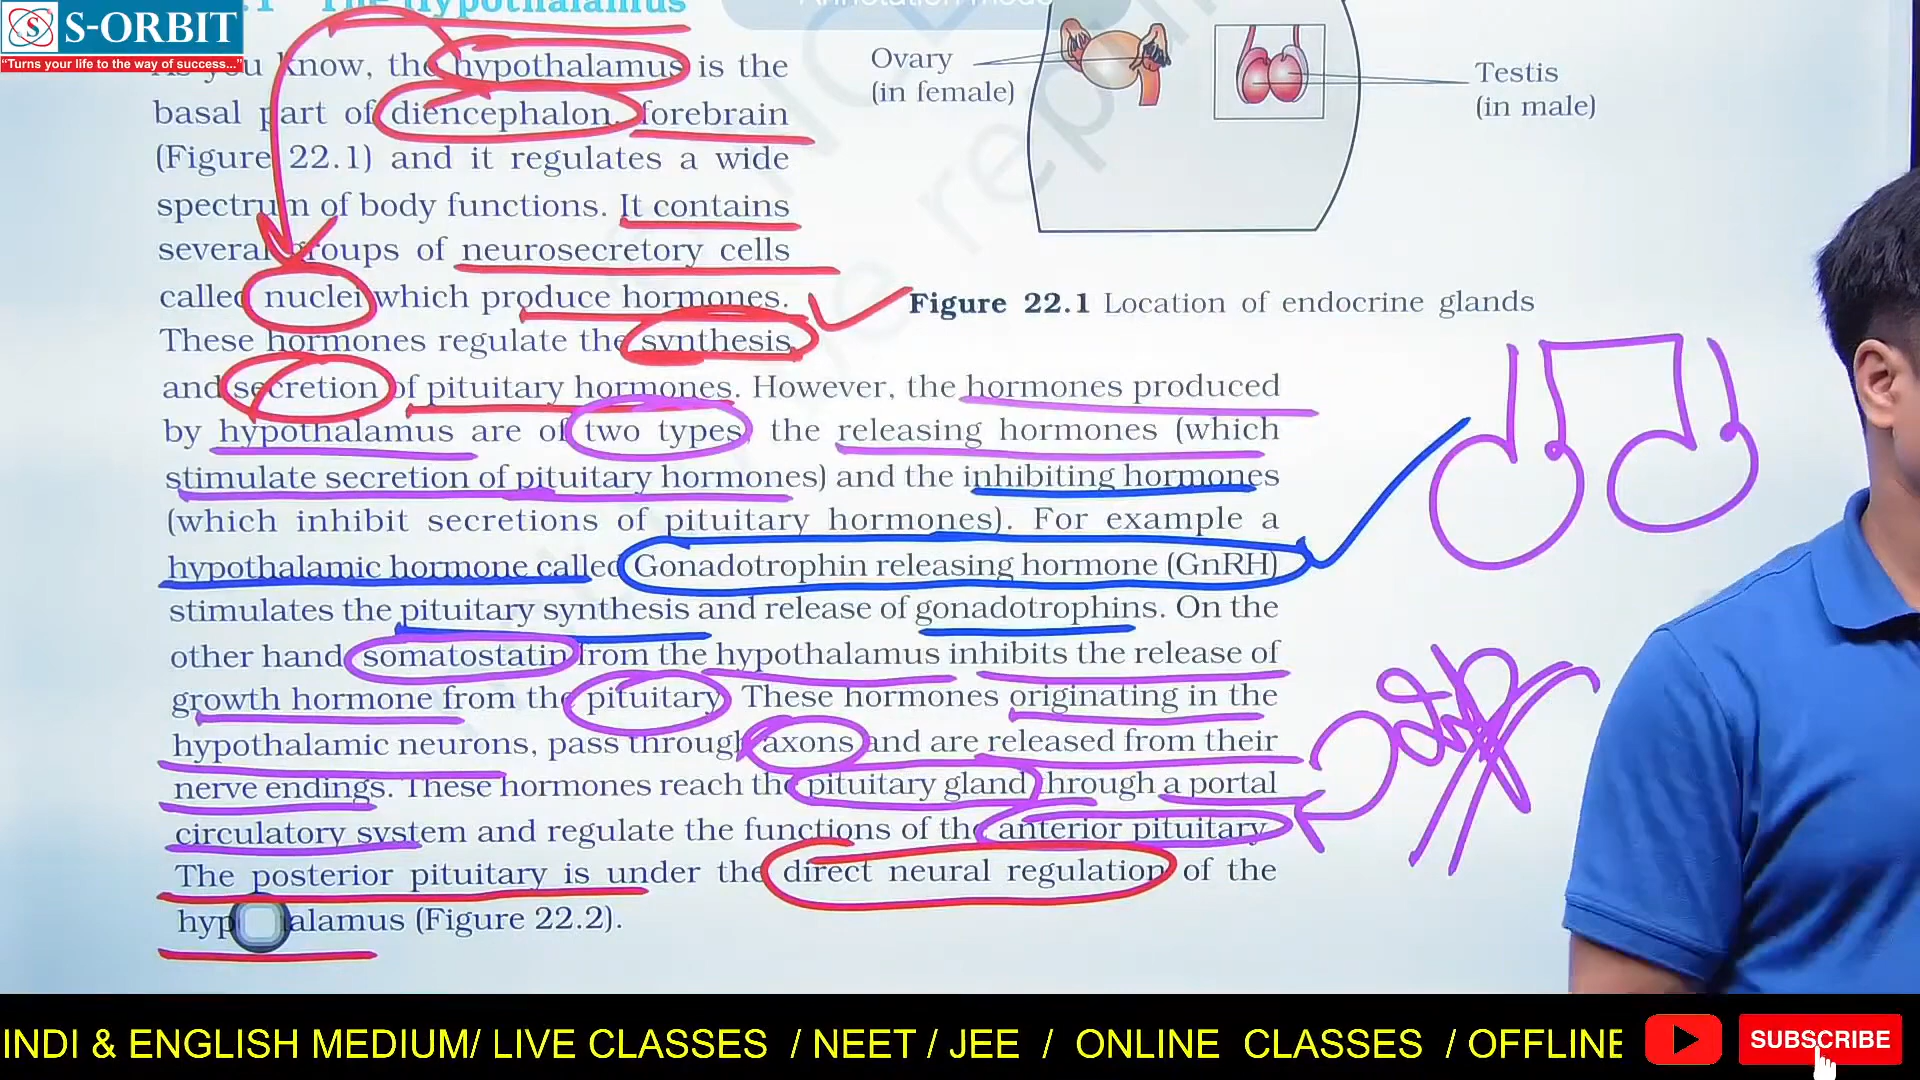 S-ORBIT
"Turns your life to the way of success..."
The Hypothalamus
Annotation mode
As you know, the hypothalamus is the
basal part of diencephalon, forebrain
(Figure 22.1) and it regulates a wide
spectrum of body functions. It contains
several groups of neurosecretory cells
called nuclei which produce hormones.
These hormones regulate the synthesis
and secretion of pituitary hormones. However, the hormones produced
by hypothalamus are of two types, the releasing hormones (which
stimulate secretion of pituitary hormones) and the inhibiting hormones
(which inhibit secretions of pituitary hormones). For example a
hypothalamic hormone called Gonadotrophin releasing hormone (GnRH)
stimulates the pituitary synthesis and release of gonadotrophins. On the
other hand somatostatin from the hypothalamus inhibits the release of
growth hormone from the pituitary. These hormones originating in the
hypothalamic neurons, pass through axons and are released from their
nerve endings. These hormones reach the pituitary gland through a portal
circulatory system and regulate the functions of the anterior pituitary.
The posterior pituitary is under the direct neural regulation of the
hypothalamus (Figure 22.2).
Ovary
(in female)
Testis
(in male)
Figure 22.1 Location of endocrine glands
INDI & ENGLISH MEDIUM/ LIVE CLASSES / NEET / JEE / ONLINE CLASSES / OFFLINE
SUBSCRIBE